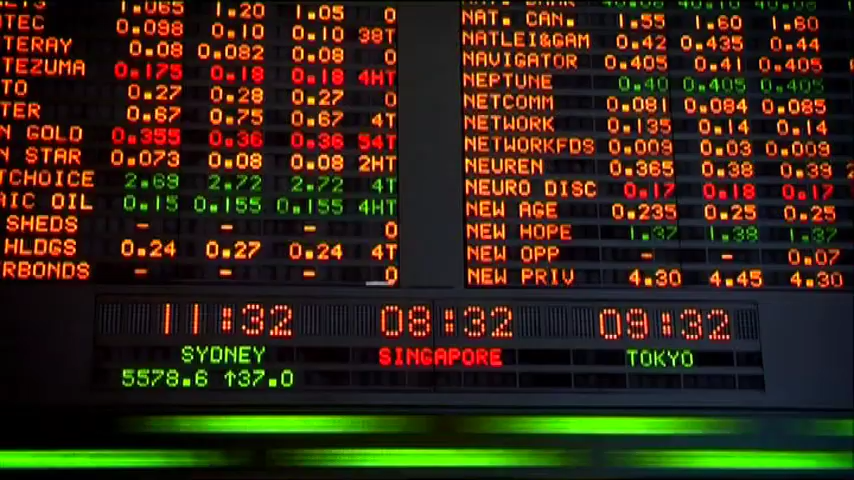 1.065 1.20 1.05 0
TEC 0.098 0.10 0.10 38T
TERAY 0.08 0.082 0.08 0
TEZUMA 0.175 0.18 0.18 4HT
TO 0.27 0.28 0.27 0
TER 0.67 0.75 0.67 4T
N GOLD 0.355 0.36 0.36 54T
N STAR 0.073 0.08 0.08 2HT
TCHOICE 2.69 2.72 2.72 4T
AIC OIL 0.15 0.155 0.155 4HT
SHEDS - - 0
HLDGS 0.24 0.27 0.24 4T
RBONDS - - 0
NAT. BANK
NAT. CAN. 1.55 1.60 1.60
NATLEI&GAM 0.42 0.435 0.44
NAVIGATOR 0.405 0.41 0.405
NEPTUNE 0.40 0.405 0.405
NETCOMM 0.081 0.084 0.085
NETWORK 0.135 0.14 0.14
NETWORKFDS 0.009 0.03 0.009
NEUREN 0.365 0.38 0.39
NEURO DISC 0.17 0.18 0.17
NEW AGE 0.235 0.25 0.25
NEW HOPE 1.37 1.38 1.37
NEW OPP - - 0.07
NEW PRIV 4.30 4.45 4.30
11:32 08:32 09:32
SYDNEY SINGAPORE TOKYO
5578.6 ↑37.0